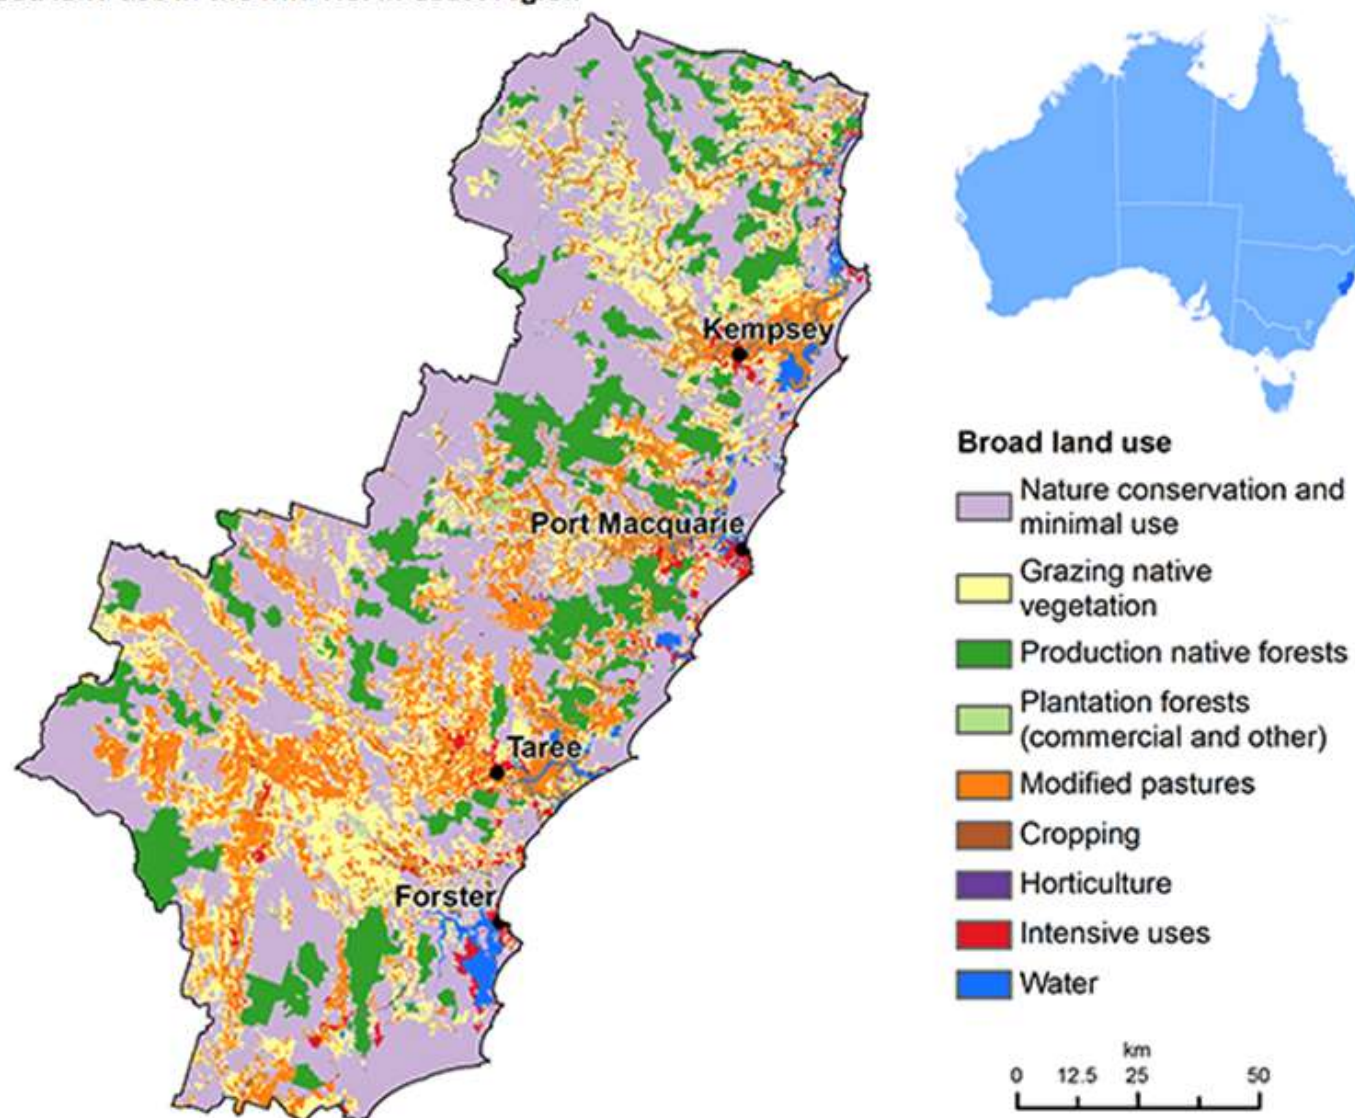 Kempsey
Port Macquarie
Taree
Forster
Broad land use
Nature conservation and
minimal use
Grazing native
vegetation
Production native forests
Plantation forests
(commercial and other)
Modified pastures
Cropping
Horticulture
Intensive uses
Water
km
0 12.5 25 50